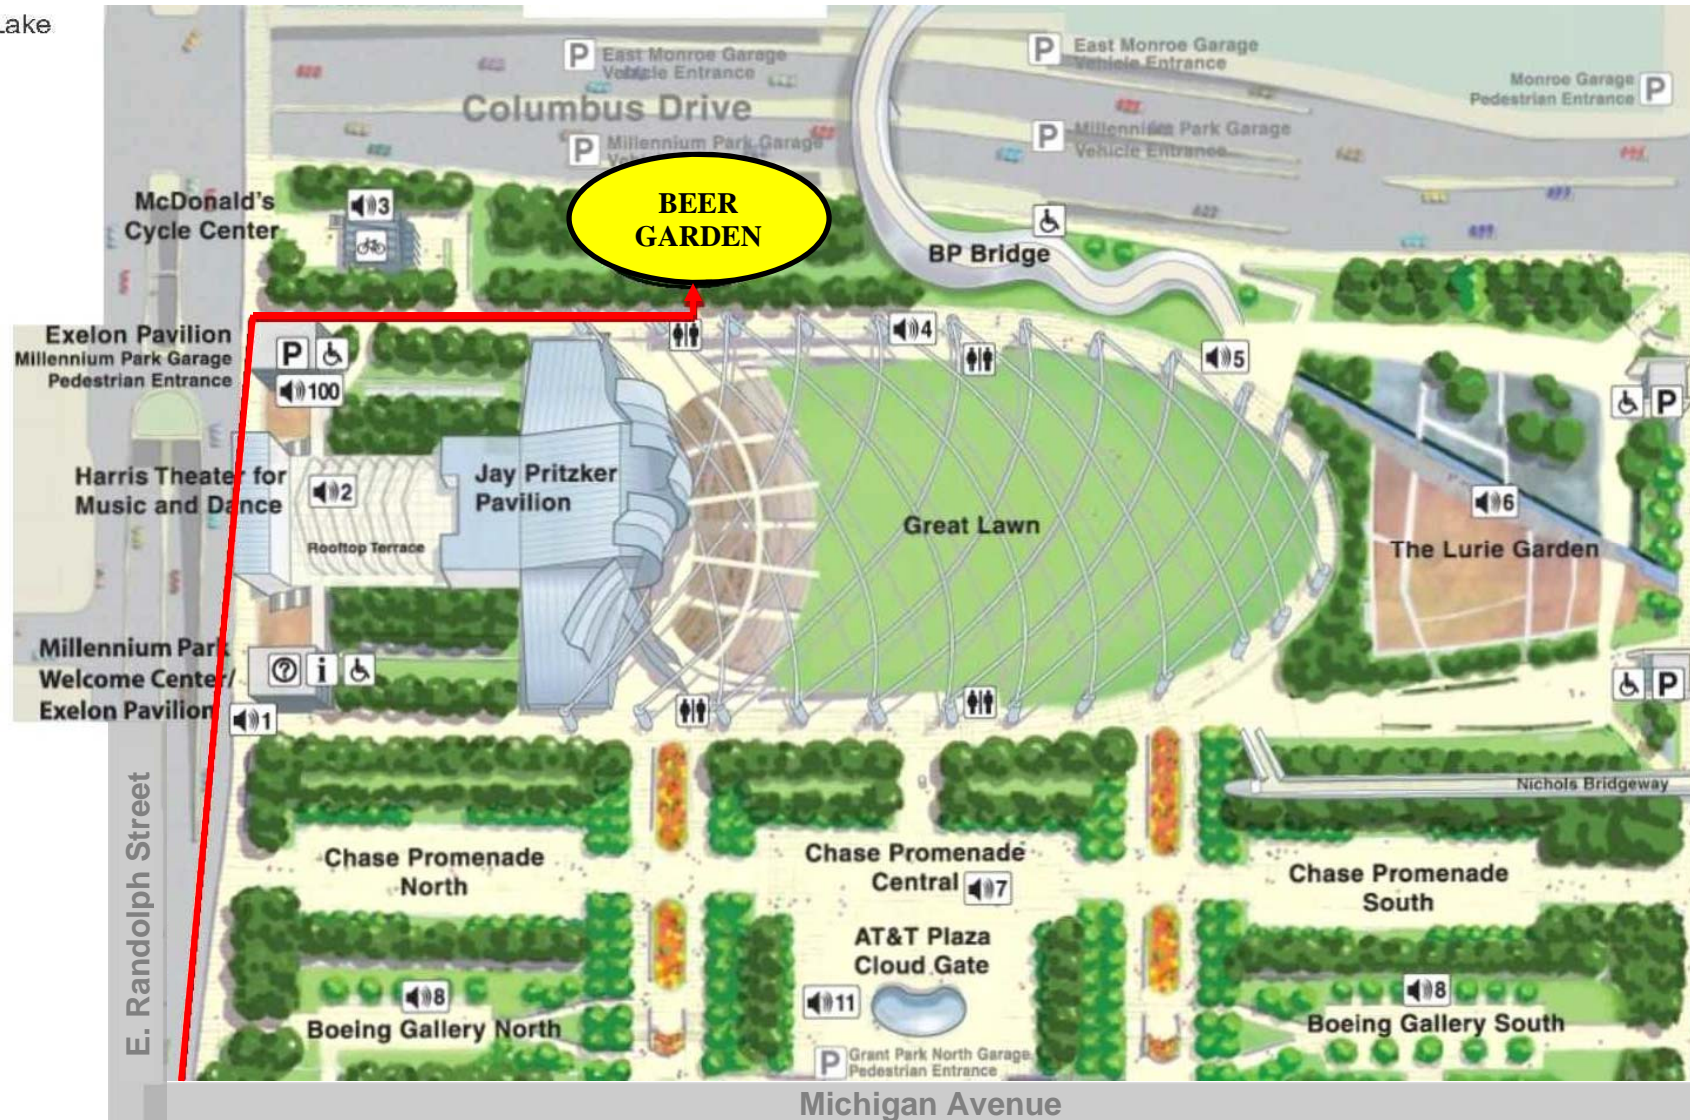 Lake
East Monroe Garage
Vehicle Entrance
East Monroe Garage
Vehicle Entrance
Monroe Garage
Pedestrian Entrance
P
P
P
Columbus Drive
P
Millennium Park Garage
P
Millennium Park Garage
Vehicle Entrance
McDonald's
Cycle Center
3
BEER
GARDEN
BP Bridge
Exelon Pavilion
Millennium Park Garage
Pedestrian Entrance
P
100
4
5
P
Harris Theater for
Music and Dance
2
Rooftop Terrace
Jay Pritzker
Pavilion
Great Lawn
6
The Lurie Garden
Millennium Park
Welcome Center/
Exelon Pavilion
? i
1
P
Nichols Bridgeway
E. Randolph Street
Chase Promenade
North
Chase Promenade
Central
7
Chase Promenade
South
AT&T Plaza
Cloud Gate
8
11
8
Boeing Gallery North
Boeing Gallery South
P
Grant Park North Garage
Pedestrian Entrance
Michigan Avenue